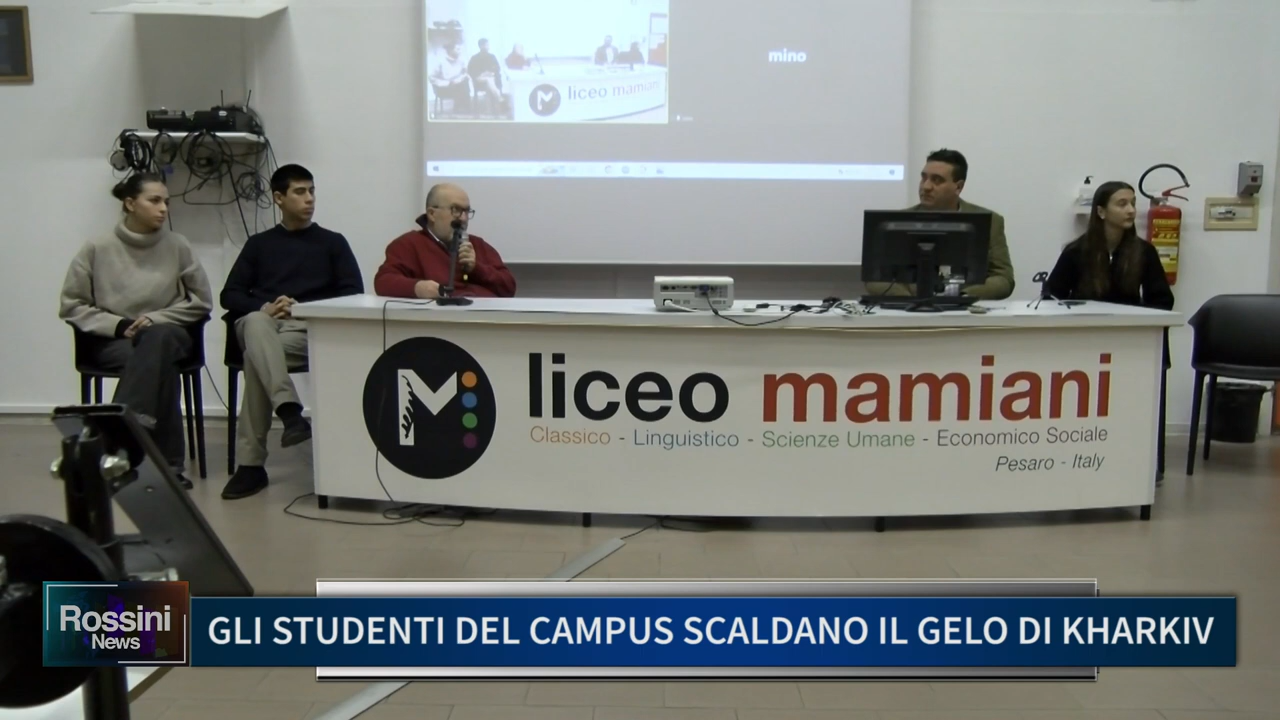 mino
liceo mamiani
liceo mamiani
Classico - Linguistico - Scienze Umane - Economico Sociale
Pesaro - Italy
Rossini
News
GLI STUDENTI DEL CAMPUS SCALDANO IL GELO DI KHARKIV